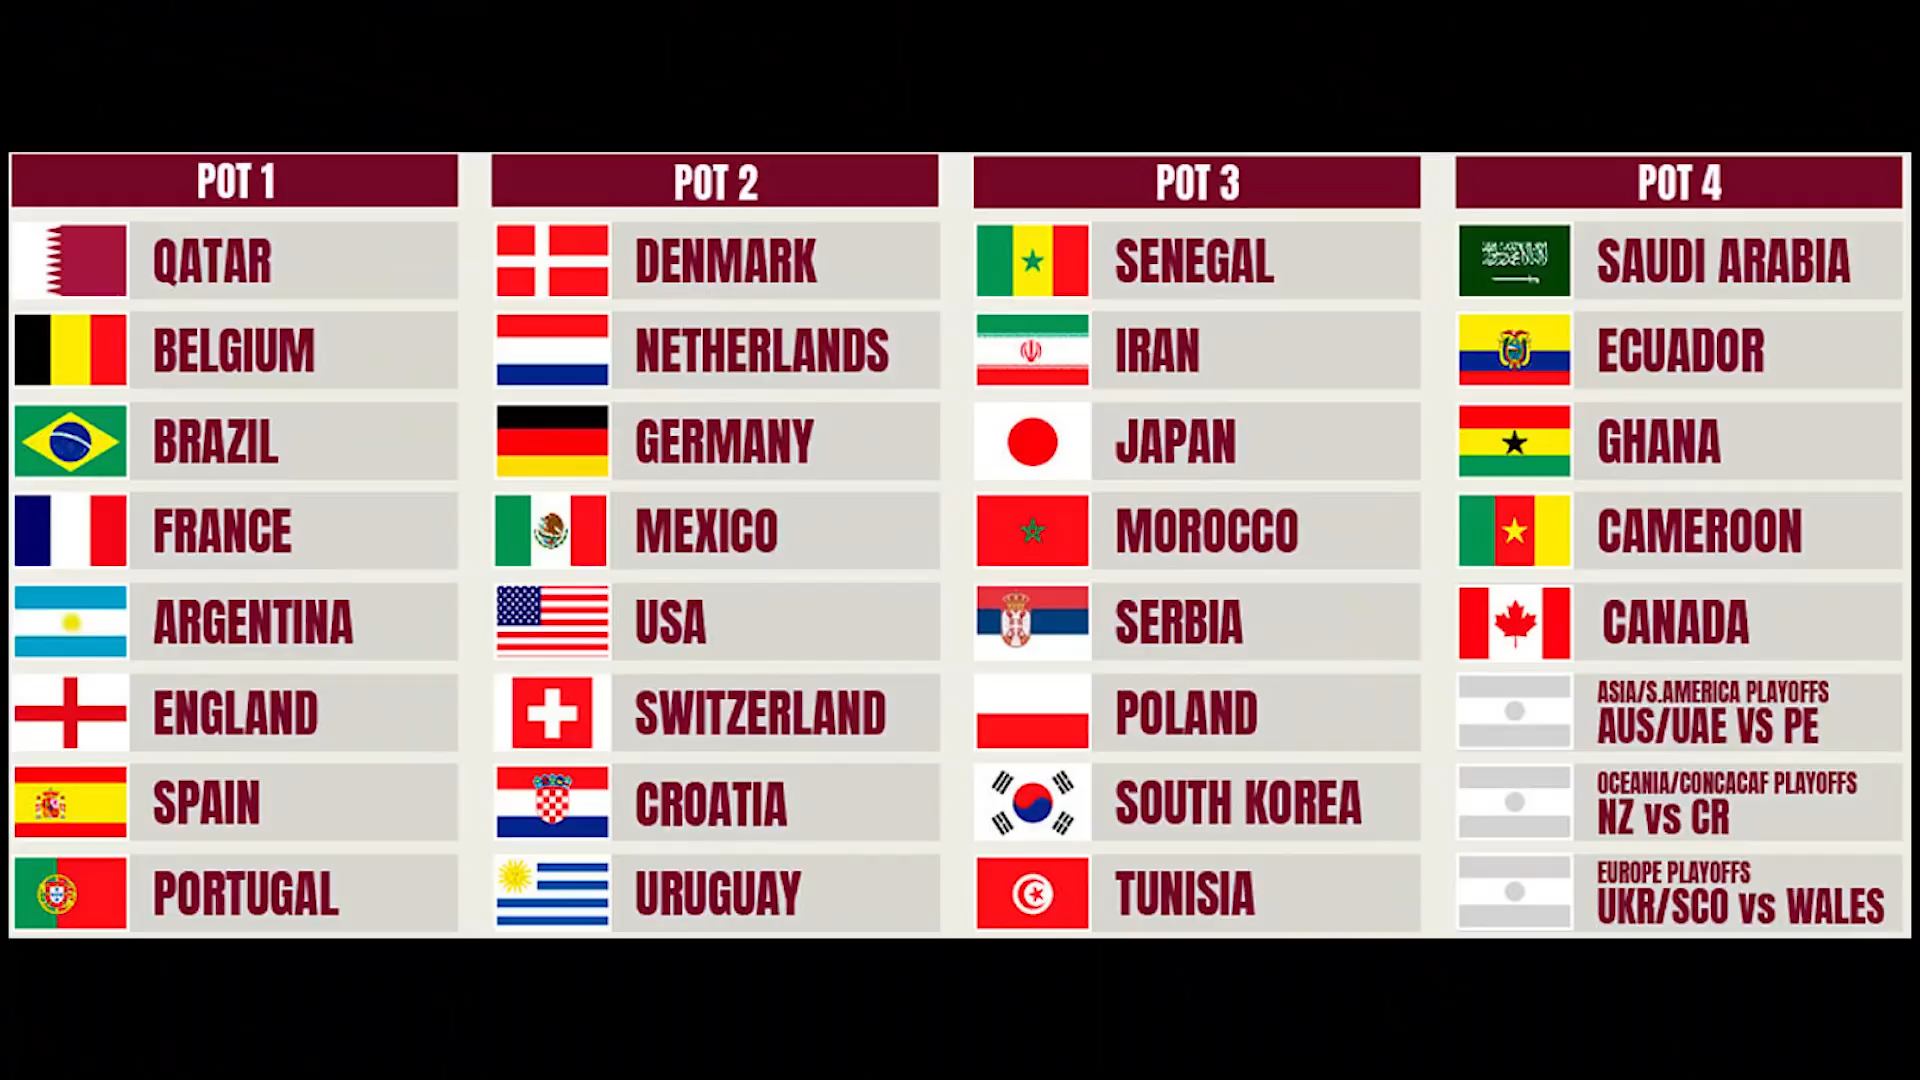 POT 1
QATAR
BELGIUM
BRAZIL
FRANCE
ARGENTINA
ENGLAND
SPAIN
PORTUGAL
POT 2
DENMARK
NETHERLANDS
GERMANY
MEXICO
USA
SWITZERLAND
CROATIA
URUGUAY
POT 3
SENEGAL
IRAN
JAPAN
MOROCCO
SERBIA
POLAND
SOUTH KOREA
TUNISIA
POT 4
SAUDI ARABIA
ECUADOR
GHANA
CAMEROON
CANADA
ASIA/S.AMERICA PLAYOFFS
AUS/UAE VS PE
OCEANIA/CONCACAF PLAYOFFS
NZ vs CR
EUROPE PLAYOFFS
UKR/SCO vs WALES